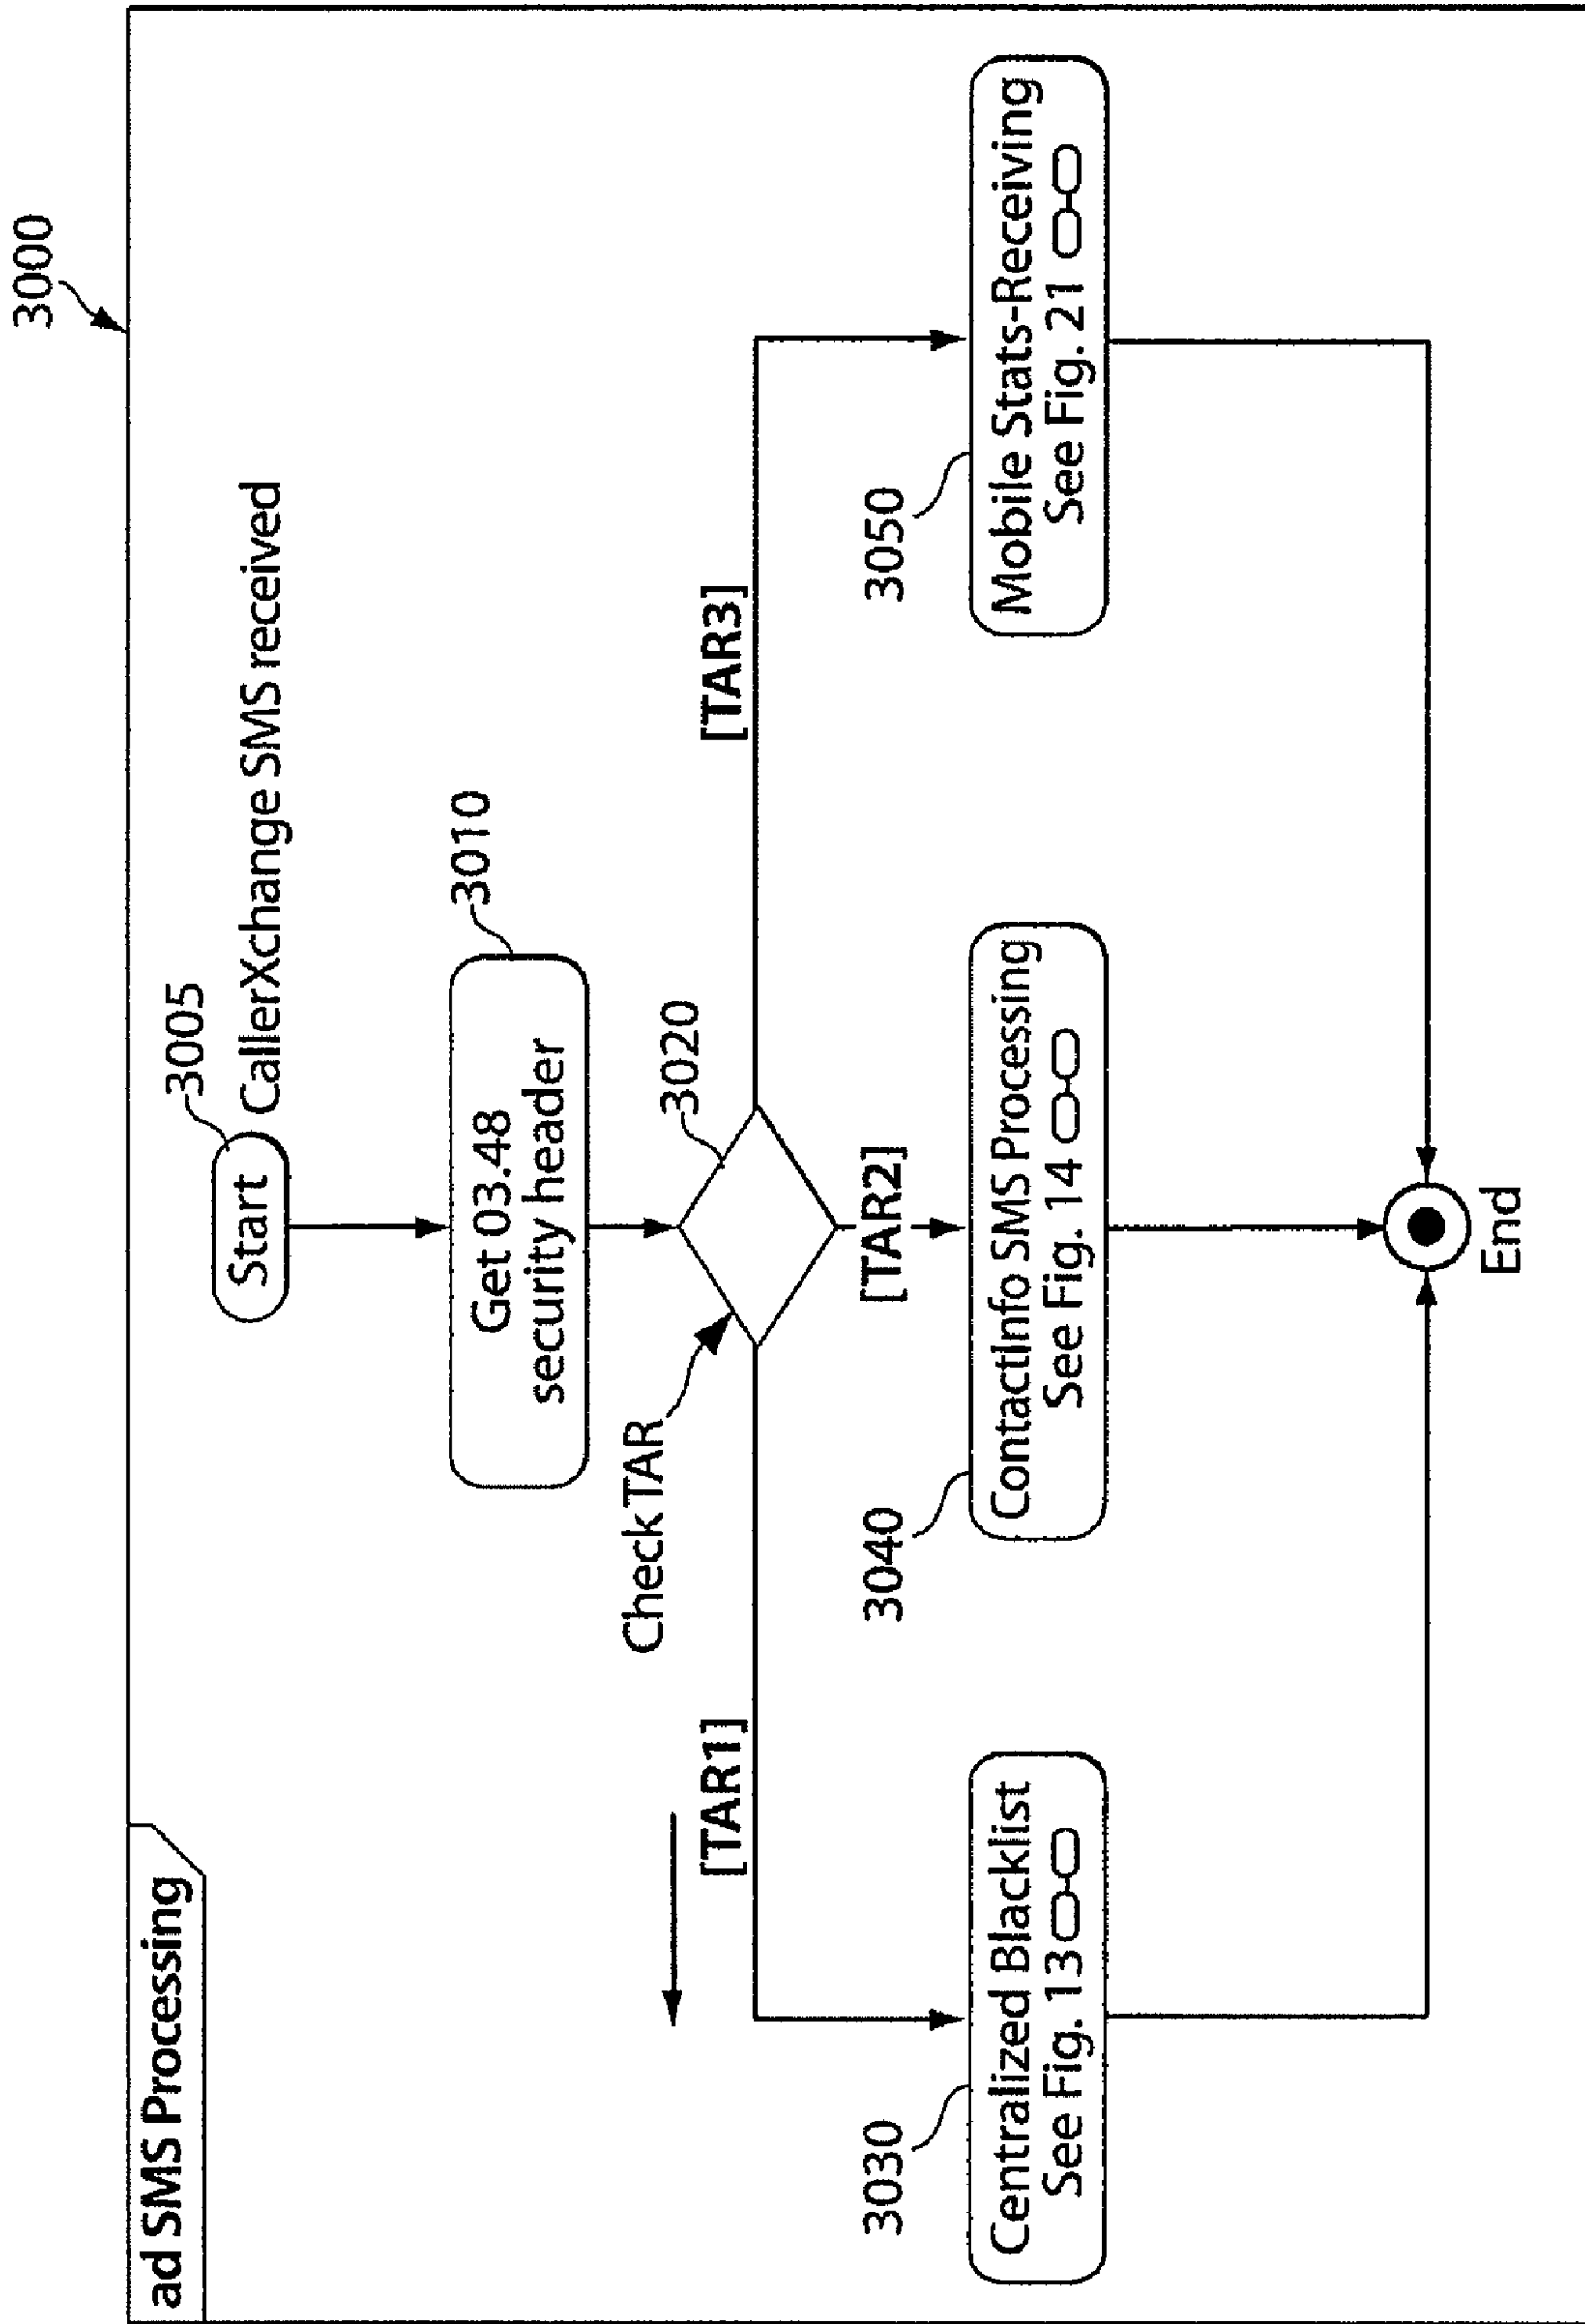 3000
ad SMS Processing
3005
Start
CallerXchange SMS received
3010
Get 03.48
security header
Check TAR
3020
[TAR1]
[TAR2]
[TAR3]
3030
Centralized Blacklist
See Fig. 13
3040
ContactInfo SMS Processing
See Fig. 14
3050
Mobile Stats-Receiving
See Fig. 21
End